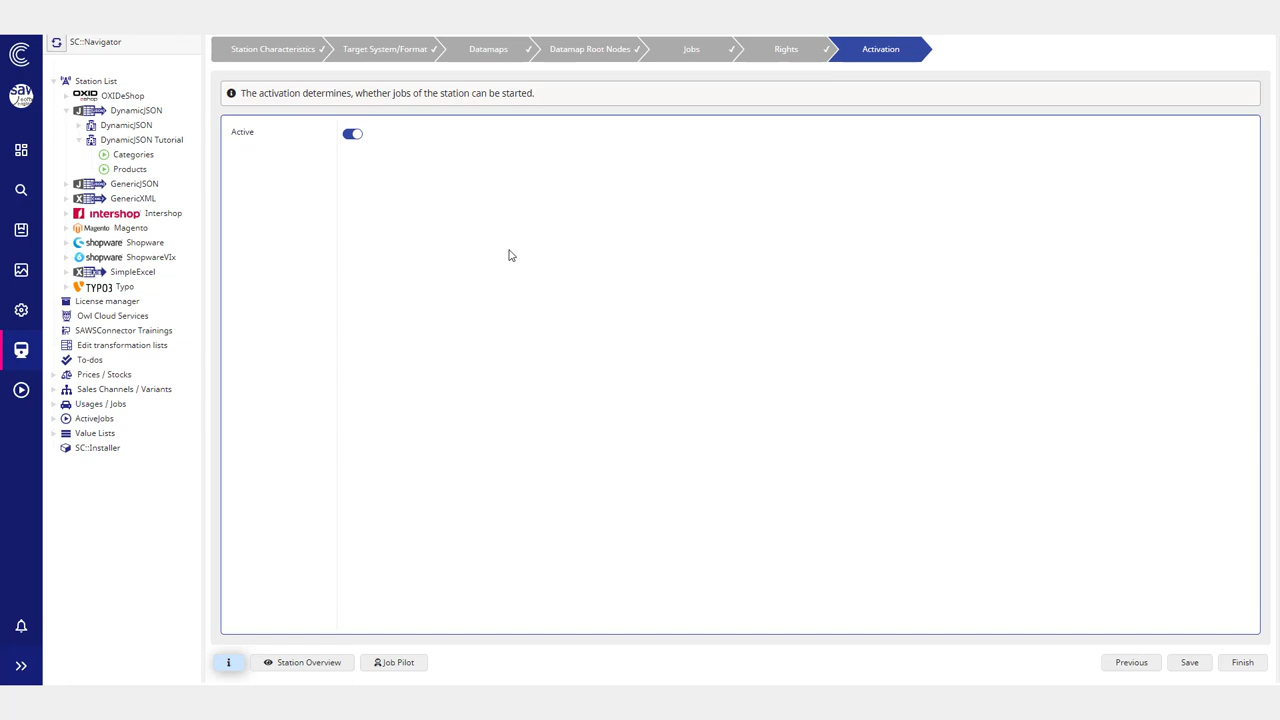 SC::Navigator
Station List
OXID eshop OXIDeShop
DynamicJSON
DynamicJSON
DynamicJSON Tutorial
Categories
Products
GenericJSON
GenericXML
intershop Intershop
Magento Magento
shopware Shopware
shopware ShopwareVIx
SimpleExcel
TYPO3 Typo
License manager
Owl Cloud Services
SAWSConnector Trainings
Edit transformation lists
To-dos
Prices / Stocks
Sales Channels / Variants
Usages / Jobs
ActiveJobs
Value Lists
SC::Installer
Station Characteristics ✓ Target System/Format ✓ Datamaps ✓ Datamap Root Nodes ✓ Jobs ✓ Rights ✓ Activation
The activation determines, whether jobs of the station can be started.
Active
i Station Overview Job Pilot Previous Save Finish